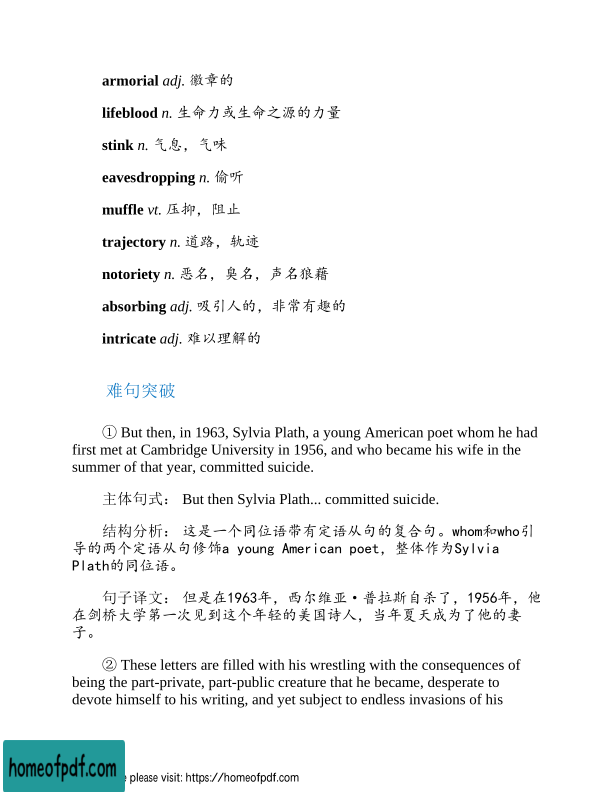 armorial adj. 徽章的
lifeblood n. 生命力或生命之源的力量
stink n. 气息，气味
eavesdropping n. 偷听
muffle vt. 压抑，阻止
trajectory n. 道路，轨迹
notoriety n. 恶名，臭名，声名狼藉
absorbing adj. 吸引人的，非常有趣的
intricate adj. 难以理解的
难句突破
① But then, in 1963, Sylvia Plath, a young American poet whom he had
first met at Cambridge University in 1956, and who became his wife in the
summer of that year, committed suicide.
主体句式： But then Sylvia Plath... committed suicide.
结构分析： 这是一个同位语带有定语从句的复合句。whom和who引
导的两个定语从句修饰a young American poet，整体作为Sylvia
Plath的同位语。
句子译文： 但是在1963年，西尔维亚·普拉斯自杀了，1956年，他
在剑桥大学第一次见到这个年轻的美国诗人，当年夏天成为了他的妻
子。
② These letters are filled with his wrestling with the consequences of
being the part-private, part-public creature that he became, desperate to
devote himself to his writing, and yet subject to endless invasions of his
homeofpdf.com
please visit: https://homeofpdf.com